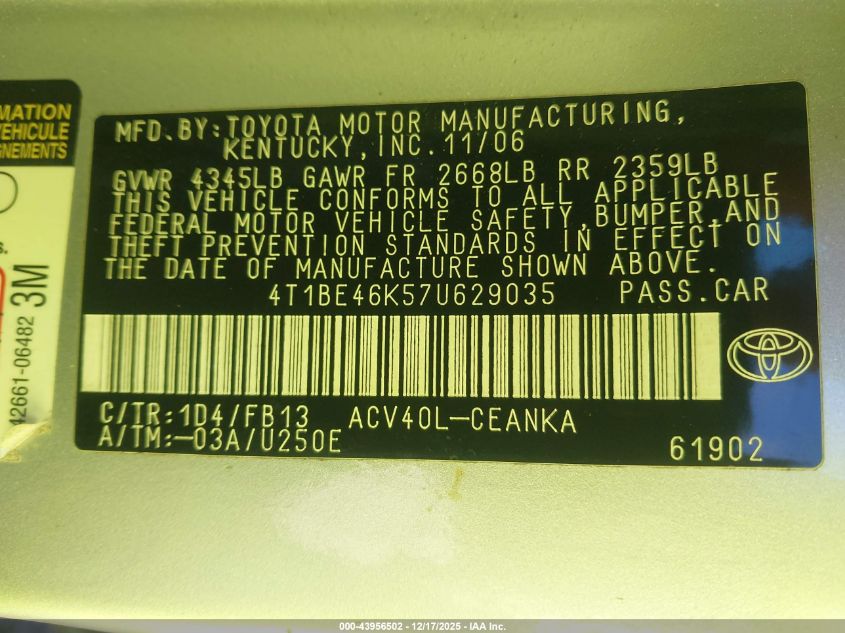 MATION
VÉHICULE
GNEMENTS
s.
3M
42661-06482
MFD. BY: TOYOTA MOTOR MANUFACTURING,
KENTUCKY, INC. 11/06
GVWR 4345LB GAWR FR 2668LB RR 2359LB
THIS VEHICLE CONFORMS TO ALL APPLICABLE
FEDERAL MOTOR VEHICLE SAFETY, BUMPER, AND
THEFT PREVENTION STANDARDS IN EFFECT ON
THE DATE OF MANUFACTURE SHOWN ABOVE.
4T1BE46K57U629035 PASS.CAR
C/TR:1D4/FB13 ACV40L-CEANKA
A/TM:-03A/U250E
61902
000-43956502 - 12/17/2025 - IAA Inc.